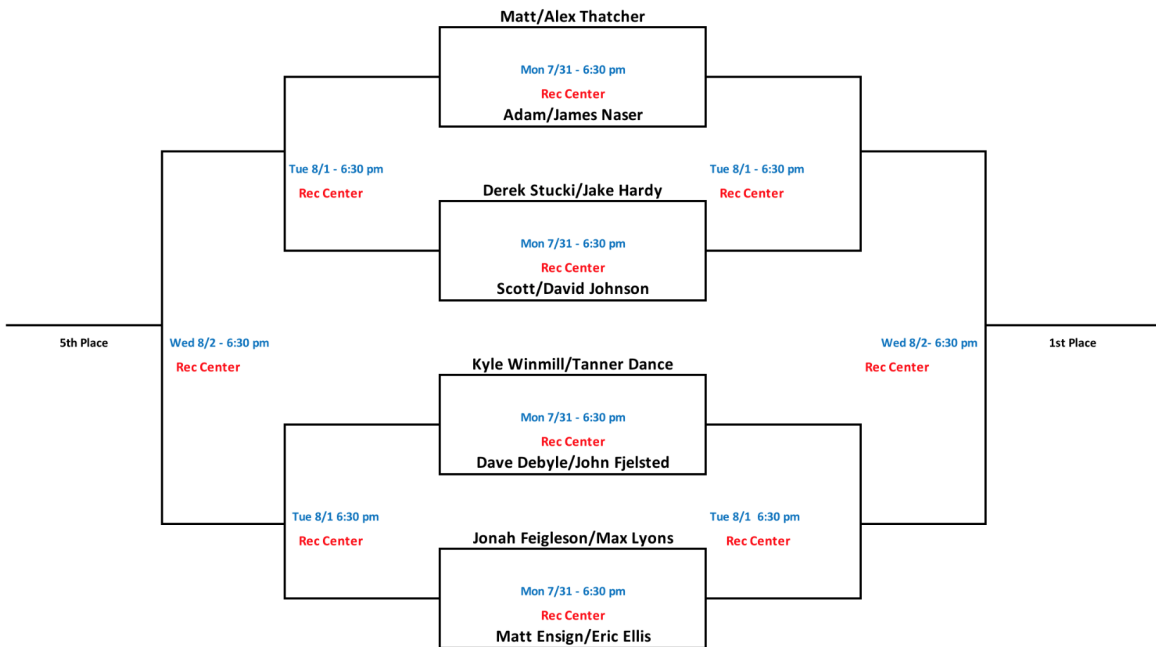 Matt/Alex Thatcher
Mon 7/31 - 6:30 pm
Rec Center
Adam/James Naser
Tue 8/1 - 6:30 pm
Rec Center
Tue 8/1 - 6:30 pm
Rec Center
Derek Stucki/Jake Hardy
Mon 7/31 - 6:30 pm
Rec Center
Scott/David Johnson
5th Place
Wed 8/2 - 6:30 pm
Rec Center
Wed 8/2- 6:30 pm
Rec Center
1st Place
Kyle Winmill/Tanner Dance
Mon 7/31 - 6:30 pm
Rec Center
Dave Debyle/John Fjelsted
Tue 8/1 6:30 pm
Rec Center
Tue 8/1  6:30 pm
Rec Center
Jonah Feigleson/Max Lyons
Mon 7/31 - 6:30 pm
Rec Center
Matt Ensign/Eric Ellis